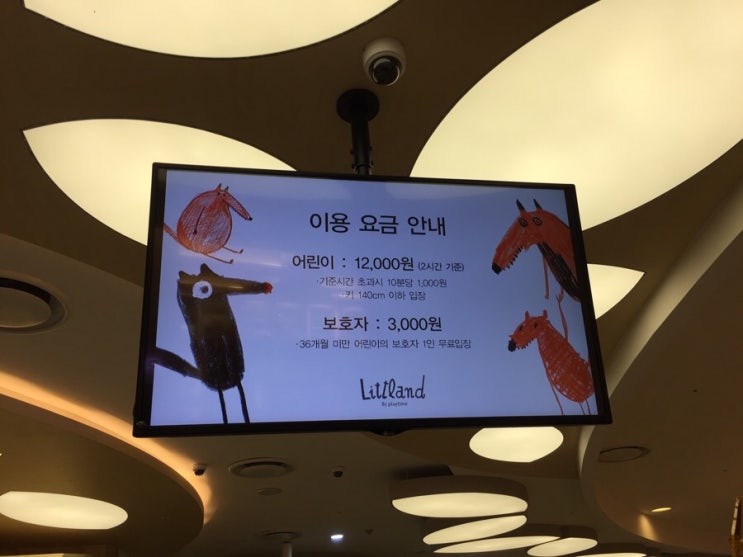 이용 요금 안내
어린이 : 12,000원 (2시간 기준)
·기준시간 초과시 10분당 1,000원
·키 140cm 이하 입장
보호자 : 3,000원
·36개월 미만 어린이의 보호자 1인 무료입장
Littland
By playtime